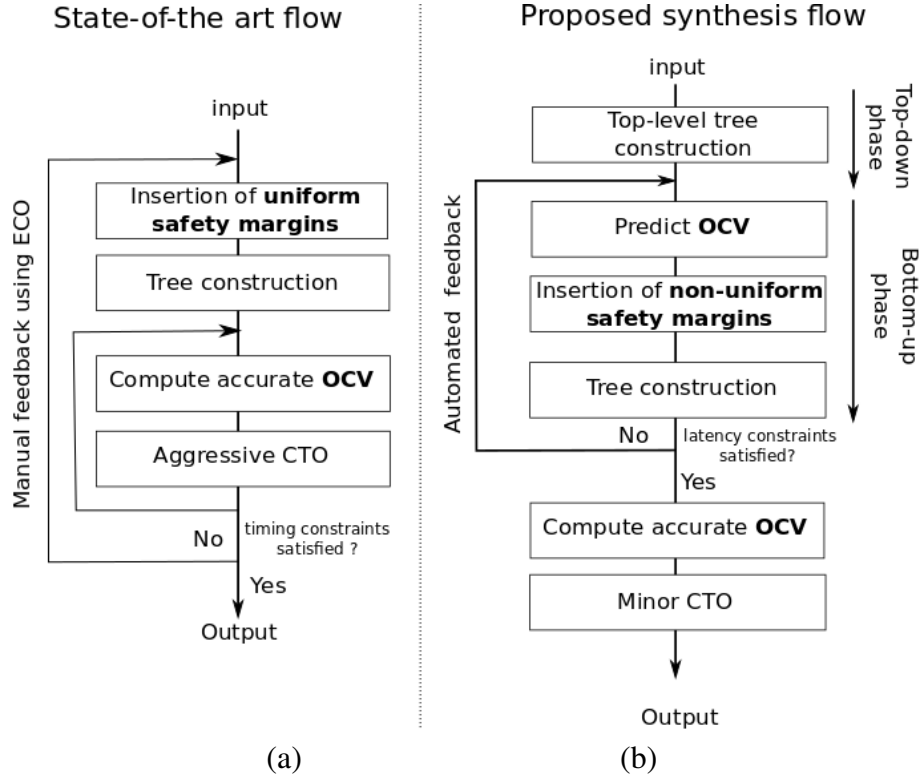 State-of-the art flow
input
Manual feedback using ECO
Insertion of uniform
safety margins
Tree construction
Compute accurate OCV
Aggressive CTO
No
timing constraints
satisfied ?
Yes
Output
(a)
Proposed synthesis flow
input
Top-down
phase
Top-level tree
construction
Automated feedback
Predict OCV
Bottom-up
phase
Insertion of non-uniform
safety margins
Tree construction
No
latency constraints
satisfied?
Yes
Compute accurate OCV
Minor CTO
Output
(b)